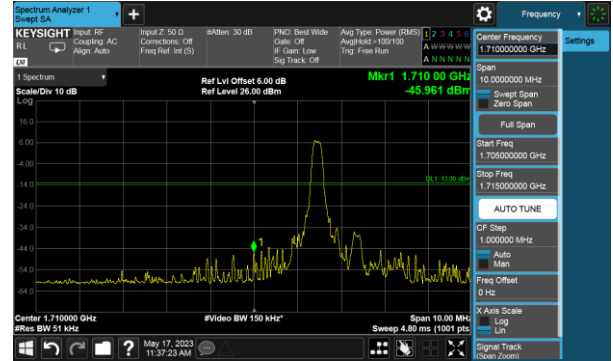 Spectrum Analyzer 1
Swept SA
Frequency
KEYSIGHT
Input: RF
Coupling: AC
Align: Auto
Input Z: 50 Ω
Corrections: Off
Freq Ref: Int (S)
#Atten: 30 dB
PNO: Best Wide
Gate: Off
IF Gain: Low
Sig Track: Off
Avg Type: Power (RMS)
Avg|Hold:>100/100
Trig: Free Run
1 2 3 4 5 6
A W W W W W
A N N N N N
RL
LXI
1 Spectrum
Scale/Div 10 dB
Log
Ref Lvl Offset 6.00 dB
Ref Level 26.00 dBm
Mkr1 1.710 00 GHz
-45.961 dBm
16.0
6.00
-4.00
-14.0
-24.0
-34.0
-44.0
-54.0
-64.0
DL1 -13.00 dBm
1
Center 1.710000 GHz
#Res BW 51 kHz
#Video BW 150 kHz*
Span 10.00 MHz
Sweep 4.80 ms (1001 pts)
May 17, 2023
11:37:23 AM
Center Frequency
1.710000000 GHz
Settings
Span
10.0000000 MHz
Swept Span
Zero Span
Full Span
Start Freq
1.705000000 GHz
Stop Freq
1.715000000 GHz
AUTO TUNE
CF Step
1.000000 MHz
Auto
Man
Freq Offset
0 Hz
X Axis Scale
Log
Lin
Signal Track
(Span Zoom)